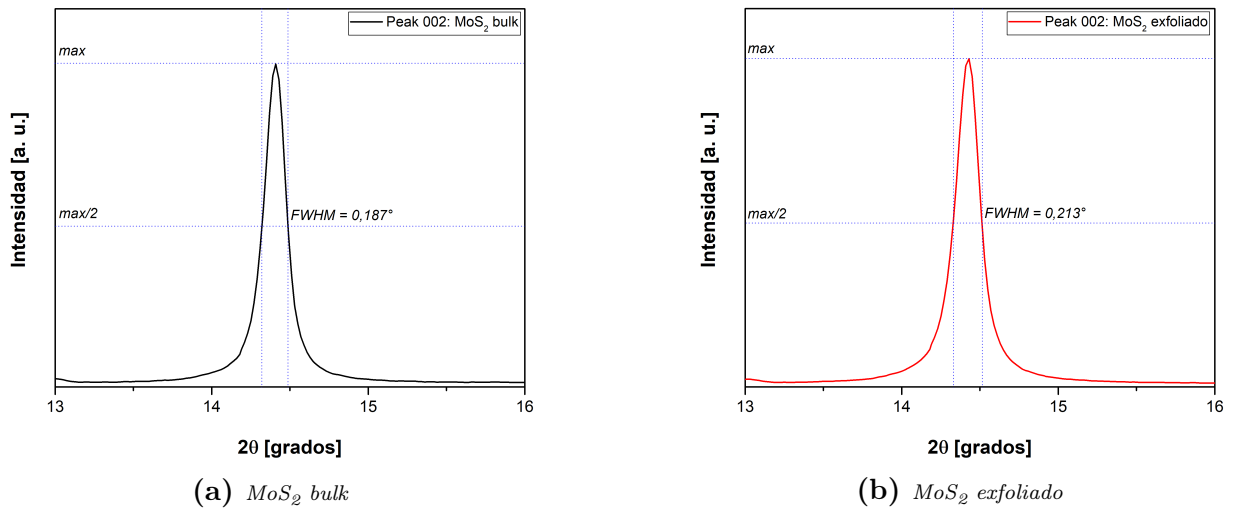 Peak 002: MoS₂ bulk
max
max/2
FWHM = 0,187°
Intensidad [a. u.]
13 14 15 16
2θ [grados]
(a) MoS₂ bulk
Peak 002: MoS₂ exfoliado
max
max/2
FWHM = 0,213°
Intensidad [a. u.]
13 14 15 16
2θ [grados]
(b) MoS₂ exfoliado